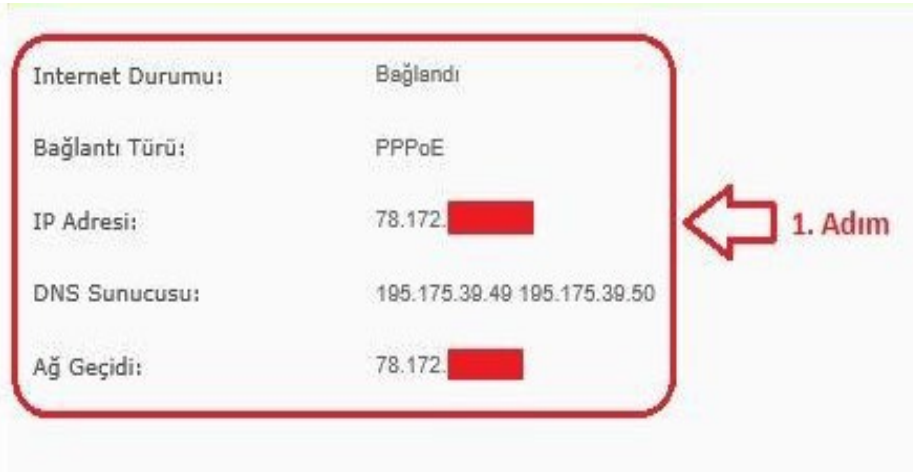 Internet Durumu: Bağlandı
Bağlantı Türü: PPPoE
IP Adresi: 78.172.
1. Adım
DNS Sunucusu: 195.175.39.49 195.175.39.50
Ağ Geçidi: 78.172.